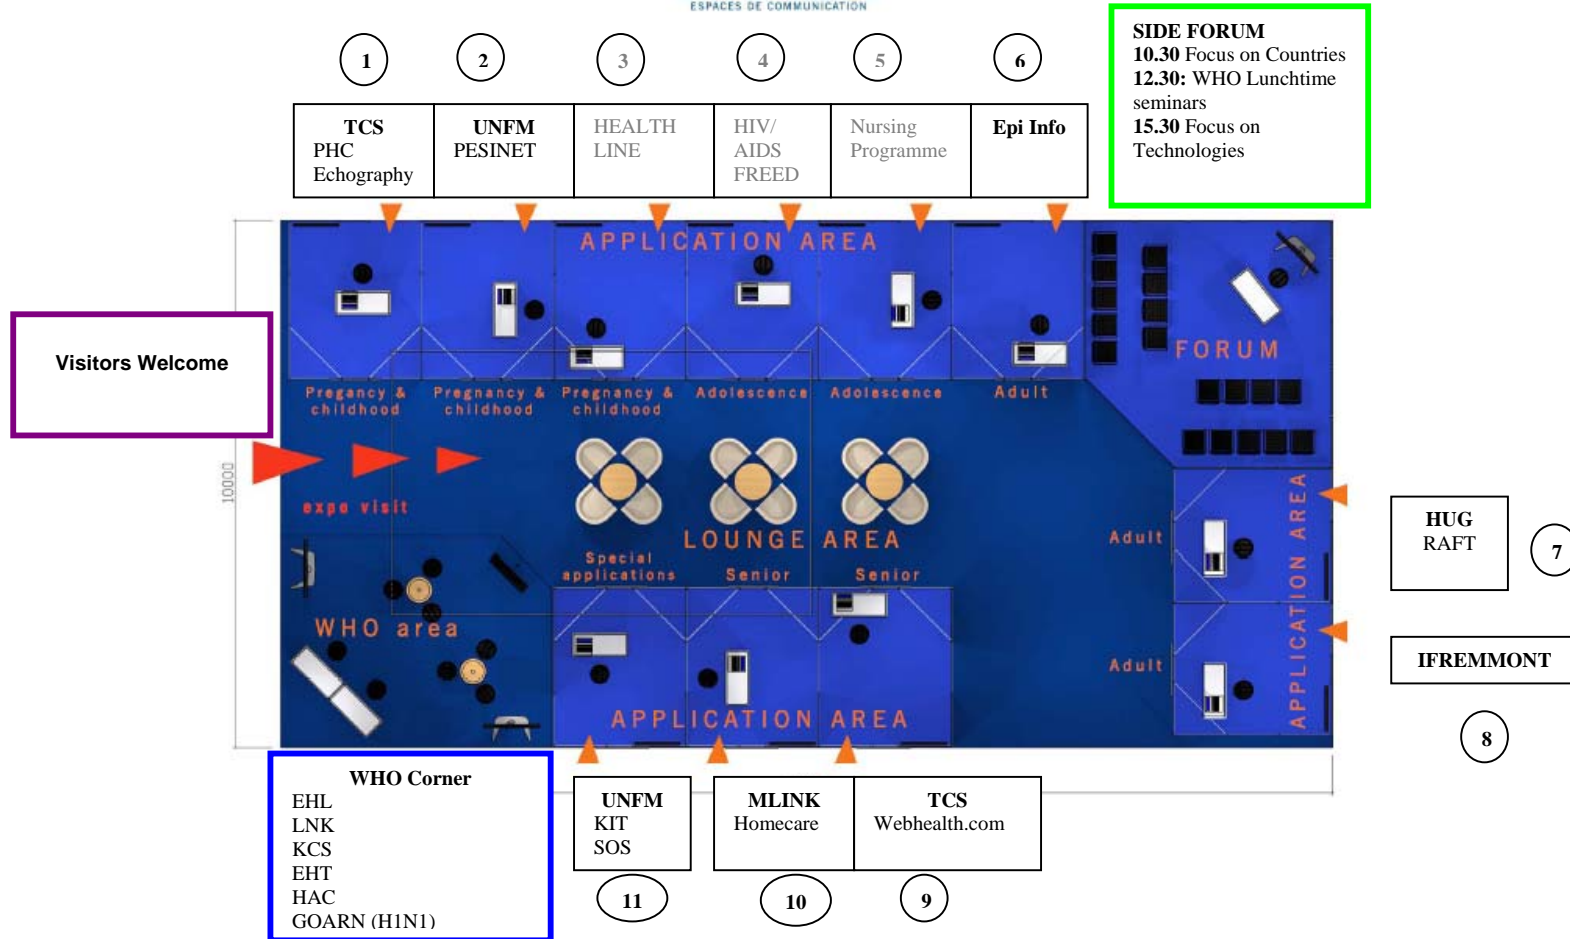 ESPACES DE COMMUNICATION
SIDE FORUM
10.30 Focus on Countries
12.30: WHO Lunchtime
seminars
15.30 Focus on
Technologies
1
2
3
4
5
6
TCS
PHC
Echography
UNFM
PESINET
HEALTH
LINE
HIV/
AIDS
FREED
Nursing
Programme
Epi Info
APPLICATION AREA
FORUM
Visitors Welcome
Pregancy &
childhood
Pregnancy &
childhood
Pregnancy &
childhood
Adolescence
Adolescence
Adult
10000
expo visit
LOUNGE AREA
Special
applications
Senior
Senior
Adult
Adult
APPLICATION AREA
APPLICATION AREA
HUG
RAFT
7
IFREMMONT
8
WHO area
APPLICATION AREA
WHO Corner
EHL
LNK
KCS
EHT
HAC
GOARN (H1N1)
UNFM
KIT
SOS
MLINK
Homecare
TCS
Webhealth.com
11
10
9